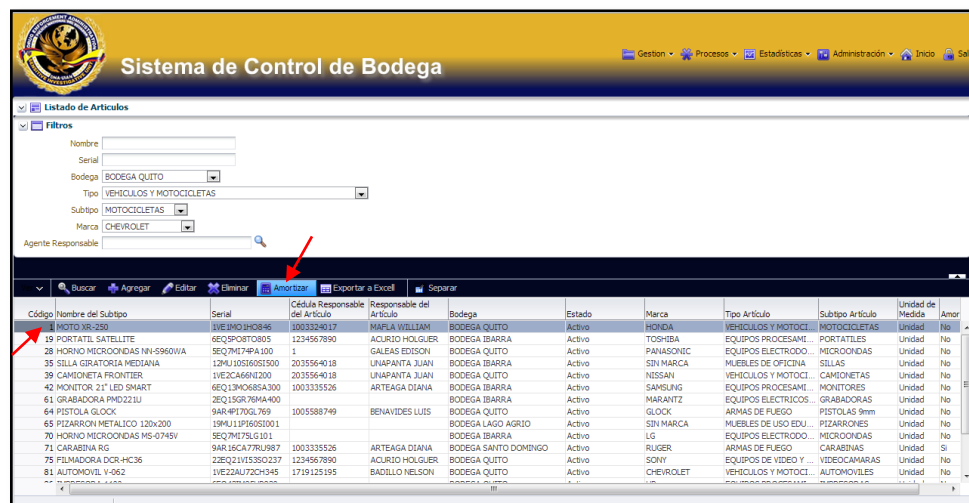 Sistema de Control de Bodega
Gestion Procesos Estadísticas Administración Inicio Sal
Listado de Articulos
Filtros
Nombre
Serial
Bodega BODEGA QUITO
Tipo VEHICULOS Y MOTOCICLETAS
Subtipo MOTOCICLETAS
Marca CHEVROLET
Agente Responsable
Buscar Agregar Editar Eliminar Amortizar Exportar a Excell Separar
Código Nombre del Subtipo Serial Cédula Responsable del Artículo Responsable del Artículo Bodega Estado Marca Tipo Artículo Subtipo Artículo Unidad de Medida Amor
1 MOTO XR-250 1VE1MO1HO846 1003324017 MAFLA WILLIAM BODEGA QUITO Activo HONDA VEHICULOS Y MOTOCI... MOTOCICLETAS Unidad No
19 PORTATIL SATELLITE 6EQ5PO8TO805 1234567890 ACURIO HOLGUER BODEGA IBARRA Activo TOSHIBA EQUIPOS PROCESAMI... PORTATILES Unidad No
28 HORNO MICROONDAS NN-S960WA 5EQ7MI74PA100 1 GALEAS EDISON BODEGA QUITO Activo PANASONIC EQUIPOS ELECTRODO... MICROONDAS Unidad No
35 SILLA GIRATORIA MEDIANA 12MU10SI60SI500 2035564018 UNAPANTA JUAN BODEGA IBARRA Activo SIN MARCA MUEBLES DE OFICINA SILLAS Unidad No
39 CAMIONETA FRONTIER 1VE2CA66NI200 2035564018 UNAPANTA JUAN BODEGA QUITO Activo NISSAN VEHICULOS Y MOTOCI... CAMIONETAS Unidad No
42 MONITOR 21" LED SMART 6EQ13MO68SA300 1003335526 ARTEAGA DIANA BODEGA IBARRA Activo SAMSUNG EQUIPOS PROCESAMI... MONITORES Unidad No
61 GRABADORA PMD221U 2EQ15GR76MA400 BODEGA IBARRA Activo MARANTZ EQUIPOS ELECTRICOS... GRABADORAS Unidad No
64 PISTOLA GLOCK 9AR4PI70GL769 1005588749 BENAVIDES LUIS BODEGA QUITO Activo GLOCK ARMAS DE FUEGO PISTOLAS 9mm Unidad No
65 PIZARRON METALICO 120x200 19MU11PI60SI001 BODEGA LAGO AGRIO Activo SIN MARCA MUEBLES DE USO EDU... PIZARRONES Unidad No
70 HORNO MICROONDAS MS-0745V 5EQ7MI75LG101 BODEGA IBARRA Activo LG EQUIPOS ELECTRODO... MICROONDAS Unidad No
71 CARABINA RG 9AR16CA77RU987 1003335526 ARTEAGA DIANA BODEGA SANTO DOMINGO Activo RUGER ARMAS DE FUEGO CARABINAS Unidad Si
75 FILMADORA DCR-HC36 22EQ21VI53SO237 1234567890 ACURIO HOLGUER BODEGA QUITO Activo SONY EQUIPOS DE VIDEO Y ... VIDEOCAMARAS Unidad No
81 AUTOMOVIL V-062 1VE22AU72CH345 1719125195 BADILLO NELSON BODEGA QUITO Activo CHEVROLET VEHICULOS Y MOTOCI... AUTOMOVILES Unidad No